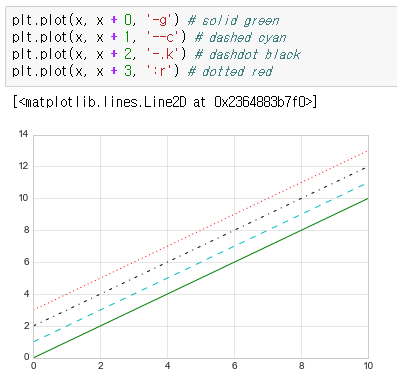 plt.plot(x, x + 0, '-g') # solid green
plt.plot(x, x + 1, '--c') # dashed cyan
plt.plot(x, x + 2, '-.k') # dashdot black
plt.plot(x, x + 3, ':r') # dotted red
[<matplotlib.lines.Line2D at 0x2364883b7f0>]
14
12
10
8
6
4
2
0
0 2 4 6 8 10